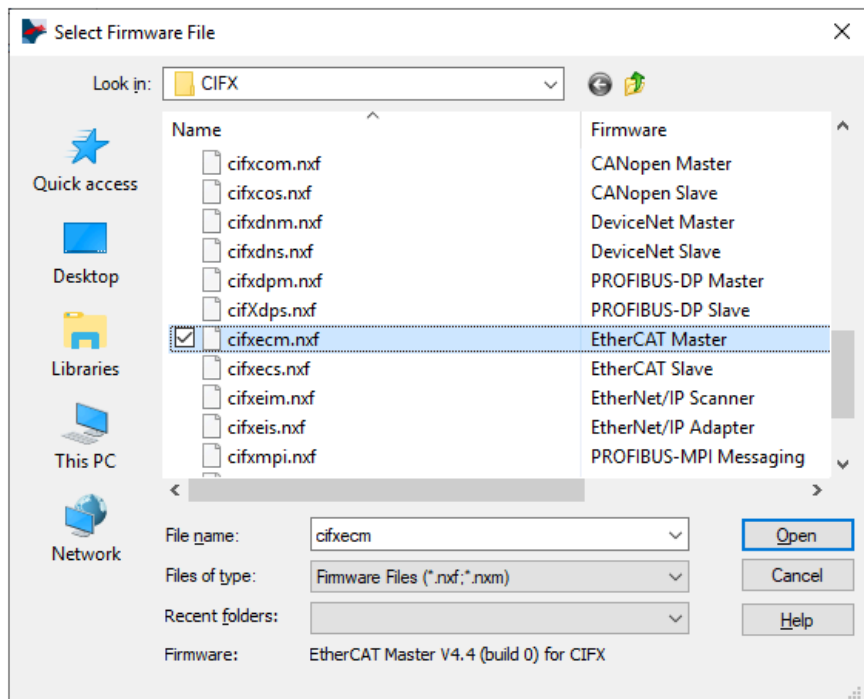 Select Firmware File
Look in: CIFX
Name Firmware
cifxcom.nxf CANopen Master
cifxcos.nxf CANopen Slave
cifxdnm.nxf DeviceNet Master
cifxdns.nxf DeviceNet Slave
cifxdpm.nxf PROFIBUS-DP Master
cifXdps.nxf PROFIBUS-DP Slave
cifxecm.nxf EtherCAT Master
cifxecs.nxf EtherCAT Slave
cifxeim.nxf EtherNet/IP Scanner
cifxeis.nxf EtherNet/IP Adapter
cifxmpi.nxf PROFIBUS-MPI Messaging
Quick access
Desktop
Libraries
This PC
Network
File name: cifxecm Open
Files of type: Firmware Files (*.nxf;*.nxm) Cancel
Recent folders: Help
Firmware: EtherCAT Master V4.4 (build 0) for CIFX